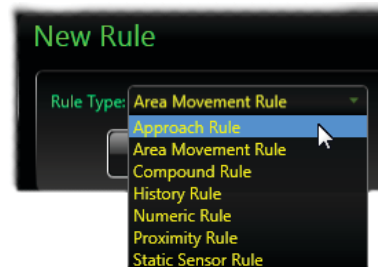 New Rule
Rule Type: Area Movement Rule
Approach Rule
Area Movement Rule
Compound Rule
History Rule
Numeric Rule
Proximity Rule
Static Sensor Rule